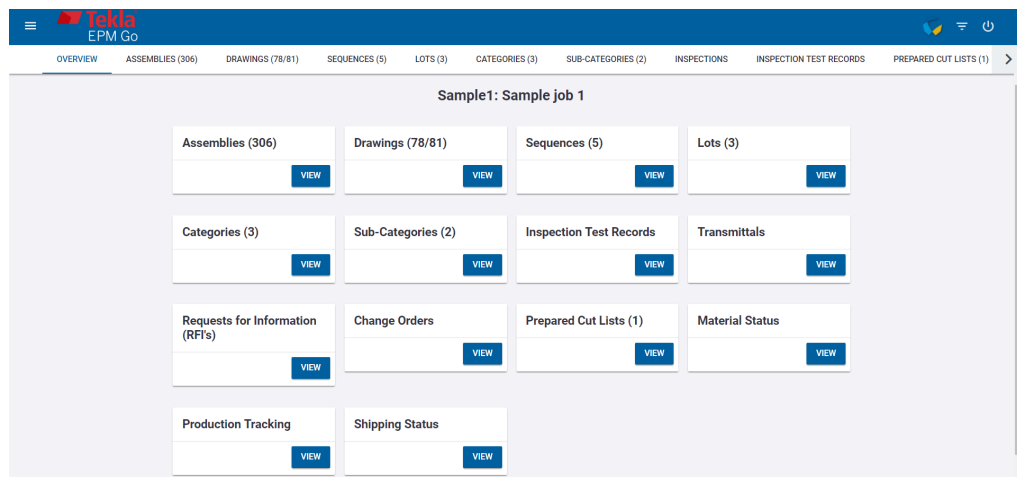 Tekla
EPM Go
OVERVIEW ASSEMBLIES (306) DRAWINGS (78/81) SEQUENCES (5) LOTS (3) CATEGORIES (3) SUB-CATEGORIES (2) INSPECTIONS INSPECTION TEST RECORDS PREPARED CUT LISTS (1)
Sample1: Sample job 1
Assemblies (306) Drawings (78/81) Sequences (5) Lots (3)
VIEW VIEW VIEW VIEW
Categories (3) Sub-Categories (2) Inspection Test Records Transmittals
VIEW VIEW VIEW VIEW
Requests for Information Change Orders Prepared Cut Lists (1) Material Status
(RFI's)
VIEW VIEW VIEW VIEW
Production Tracking Shipping Status
VIEW VIEW